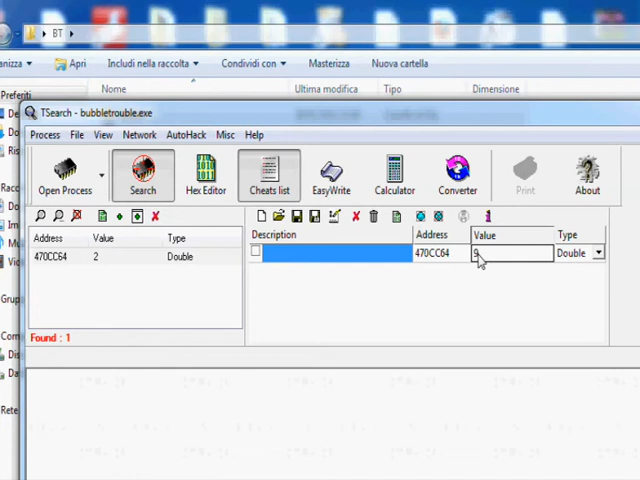 BT
anizza
Apri
Includi nella raccolta
Condividi con
Masterizza
Nuova cartella
Preferiti
Nome
Ultima modifica
Tipo
Dimensione
TSearch - bubbletrouble.exe
Process File View Network AutoHack Misc Help
Open Process
Search
Hex Editor
Cheats list
EasyWrite
Calculator
Converter
Print
About
Address Value Type
470CC64 2 Double
Found : 1
Description Address Value Type
470CC64 9 Double